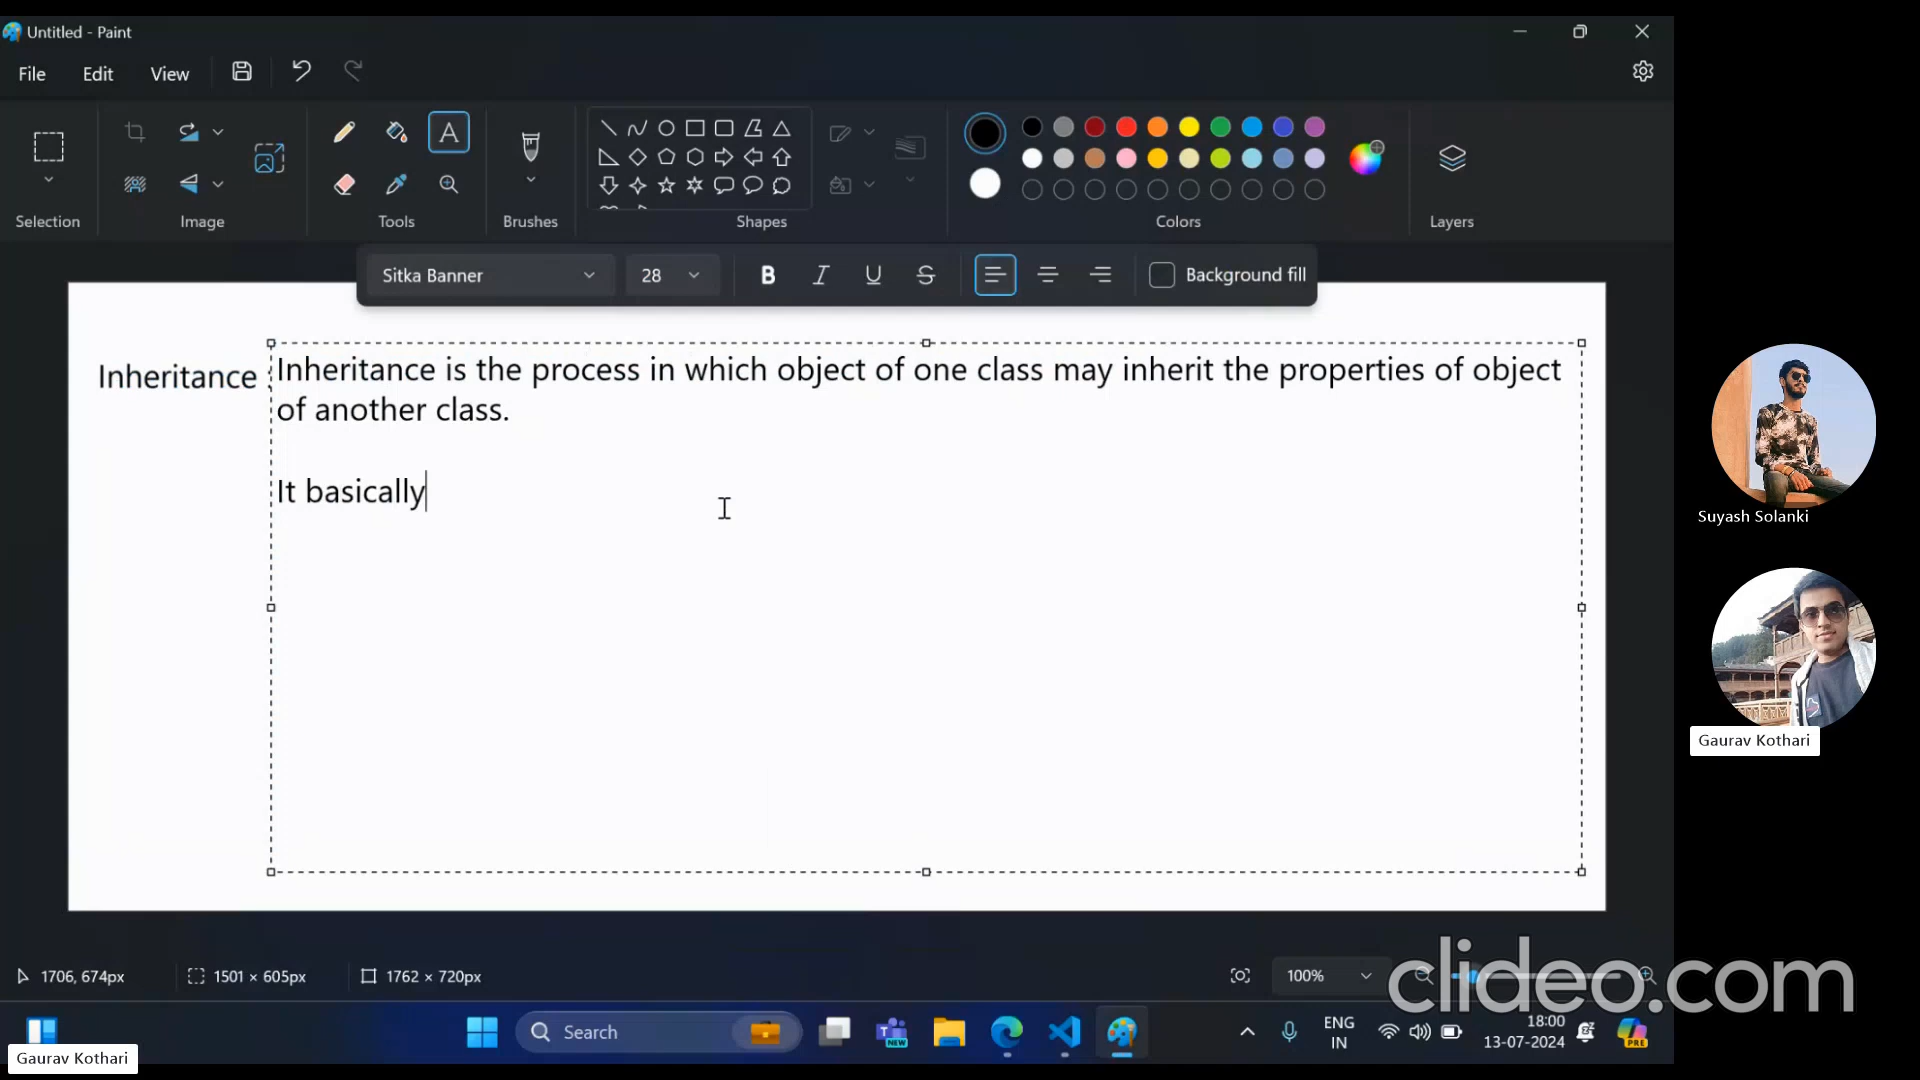 Untitled - Paint
File Edit View
Selection Image Tools Brushes Shapes Colors Layers
Sitka Banner 28 B I U S Background fill
Inheritance : Inheritance is the process in which object of one class may inherit the properties of object
of another class.
It basically
Suyash Solanki
Gaurav Kothari
1706, 674px 1501 × 605px 1762 × 720px 100%
clideo.com
Search NEW ENG 18:00
IN 13-07-2024 PRE
Gaurav Kothari